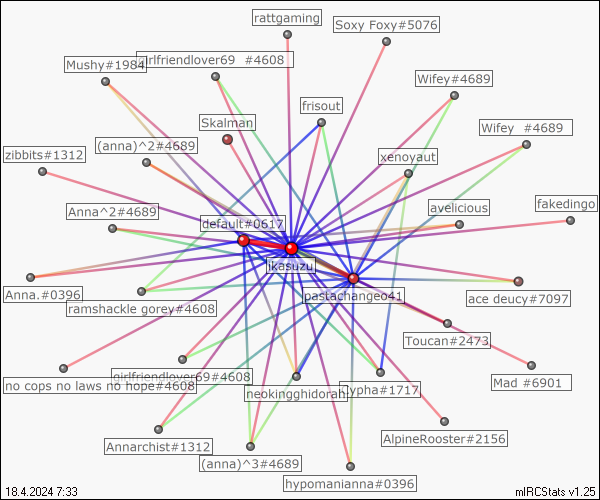 rattgaming
Soxy Foxy#5076
girlfriendlover69 #4608
Mushy#1984
Wifey#4689
frisout
Skalman
Wifey #4689
(anna)^2#4689
zibbits#1312
xenoyaut
Anna^2#4689
avelicious
fakedingo
default#0617
jkasuzu
Anna.#0396
pastachangeo41
ace deucy#7097
ramshackle gorey#4608
Toucan#2473
girlfriendlover69#4608
no cops no laws no hope#4608
neokingghidorah
Cypha#1717
Mad #6901
Annarchist#1312
AlpineRooster#2156
(anna)^3#4689
hypomanianna#0396
18.4.2024 7:33
mIRCStats v1.25